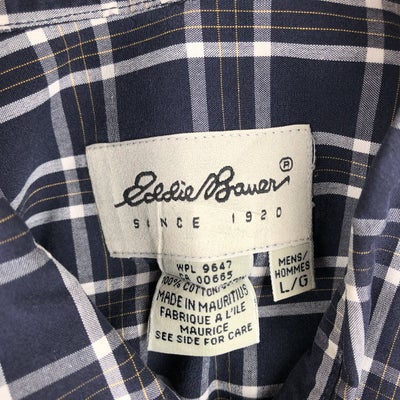 Eddie Bauer®
SINCE 1920
MENS/
HOMMES
L/G
WPL 9647
00665
100% COTTON
MADE IN MAURITIUS
FABRIQUE A L'ILE
MAURICE
SEE SIDE FOR CARE